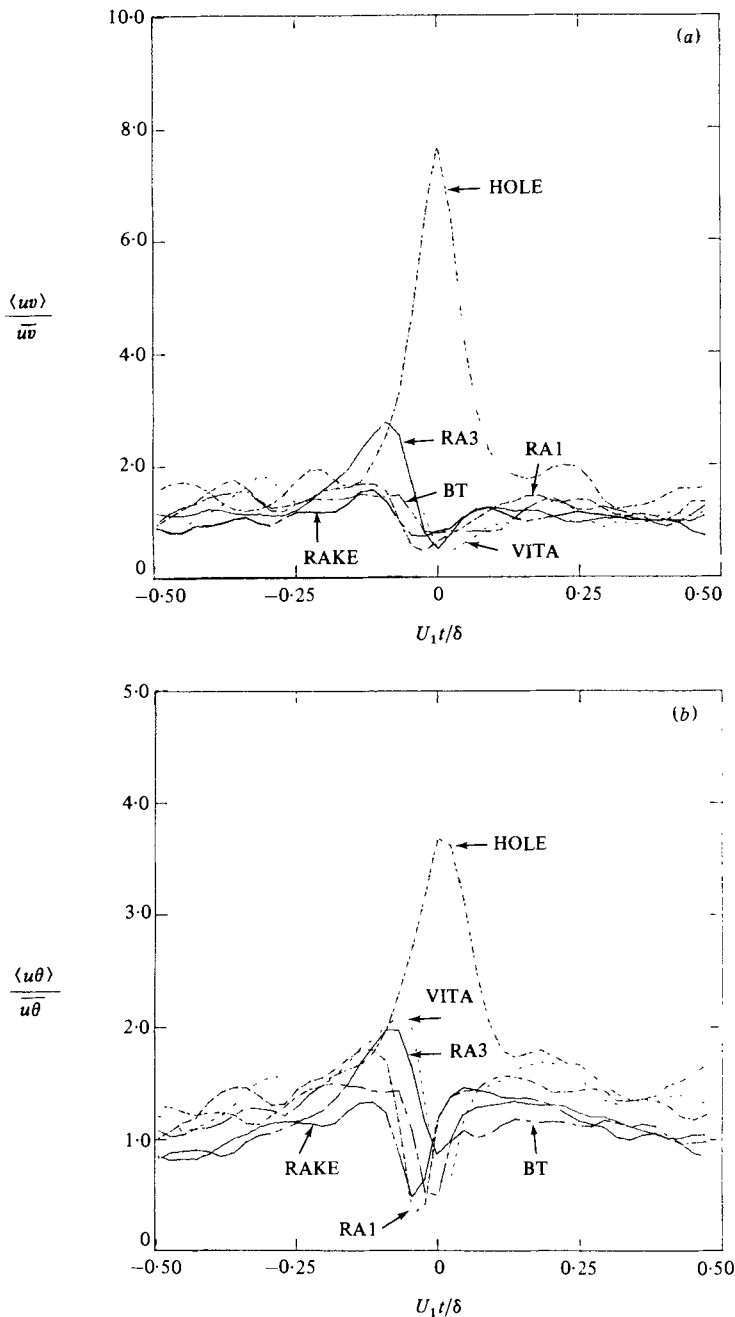 10·0
(a)
8·0
HOLE
6·0
⟨uv⟩
u̅v̅
4·0
RA3
RA1
2·0
BT
RAKE
VITA
0
−0·50
−0·25
0
0·25
0·50
U₁t/δ
5·0
(b)
4·0
HOLE
3·0
⟨uθ⟩
u̅θ̅
VITA
2·0
RA3
1·0
RAKE
BT
RA1
0
−0·50
−0·25
0
0·25
0·50
U₁t/δ